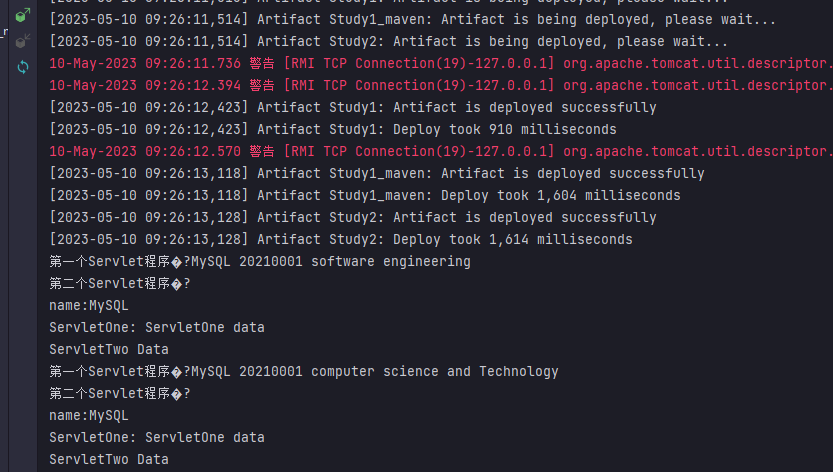 [2023-05-10 09:26:11,514] Artifact Study1_maven: Artifact is being deployed, please wait...
[2023-05-10 09:26:11,514] Artifact Study2: Artifact is being deployed, please wait...
10-May-2023 09:26:11.736 警告 [RMI TCP Connection(19)-127.0.0.1] org.apache.tomcat.util.descriptor.
10-May-2023 09:26:12.394 警告 [RMI TCP Connection(19)-127.0.0.1] org.apache.tomcat.util.descriptor.
[2023-05-10 09:26:12,423] Artifact Study1: Artifact is deployed successfully
[2023-05-10 09:26:12,423] Artifact Study1: Deploy took 910 milliseconds
10-May-2023 09:26:12.570 警告 [RMI TCP Connection(19)-127.0.0.1] org.apache.tomcat.util.descriptor.
[2023-05-10 09:26:13,118] Artifact Study1_maven: Artifact is deployed successfully
[2023-05-10 09:26:13,118] Artifact Study1_maven: Deploy took 1,604 milliseconds
[2023-05-10 09:26:13,128] Artifact Study2: Artifact is deployed successfully
[2023-05-10 09:26:13,128] Artifact Study2: Deploy took 1,614 milliseconds
第一个Servlet程序�?MySQL 20210001 software engineering
第二个Servlet程序�?
name:MySQL
ServletOne: ServletOne data
ServletTwo Data
第一个Servlet程序�?MySQL 20210001 computer science and Technology
第二个Servlet程序�?
name:MySQL
ServletOne: ServletOne data
ServletTwo Data